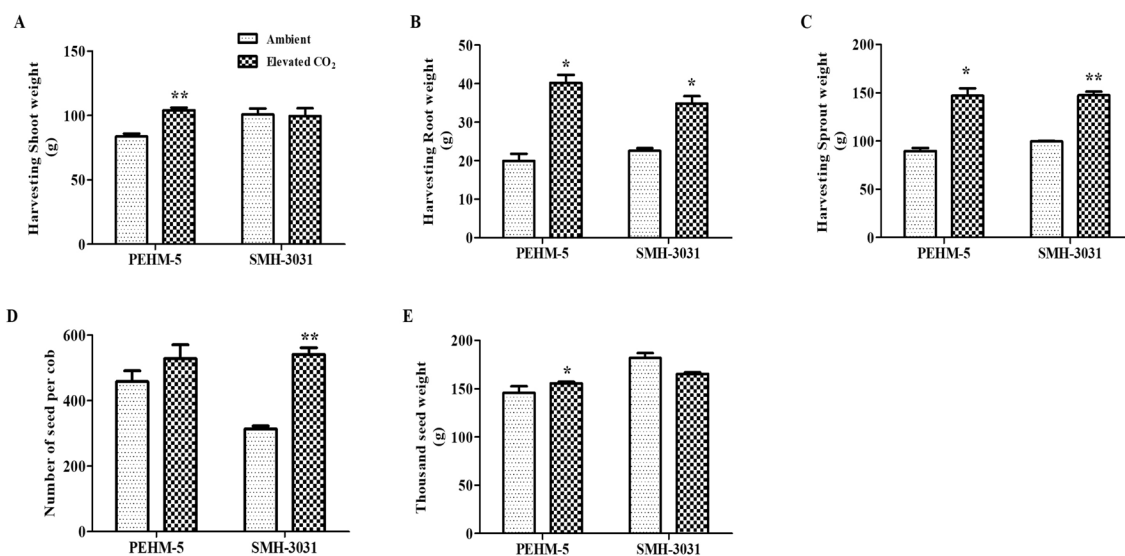 A
Harvesting Shoot weight
(g)
150
100
50
0
Ambient
Elevated CO₂
**
PEHM-5
SMH-3031
B
Harvesting Root weight
(g)
50
40
30
20
10
0
*
*
PEHM-5
SMH-3031
C
Harvesting Sprout weight
(g)
200
150
100
50
0
*
**
PEHM-5
SMH-3031
D
Number of seed per cob
600
400
200
0
**
PEHM-5
SMH-3031
E
Thousand seed weight
(g)
200
150
100
50
0
*
PEHM-5
SMH-3031